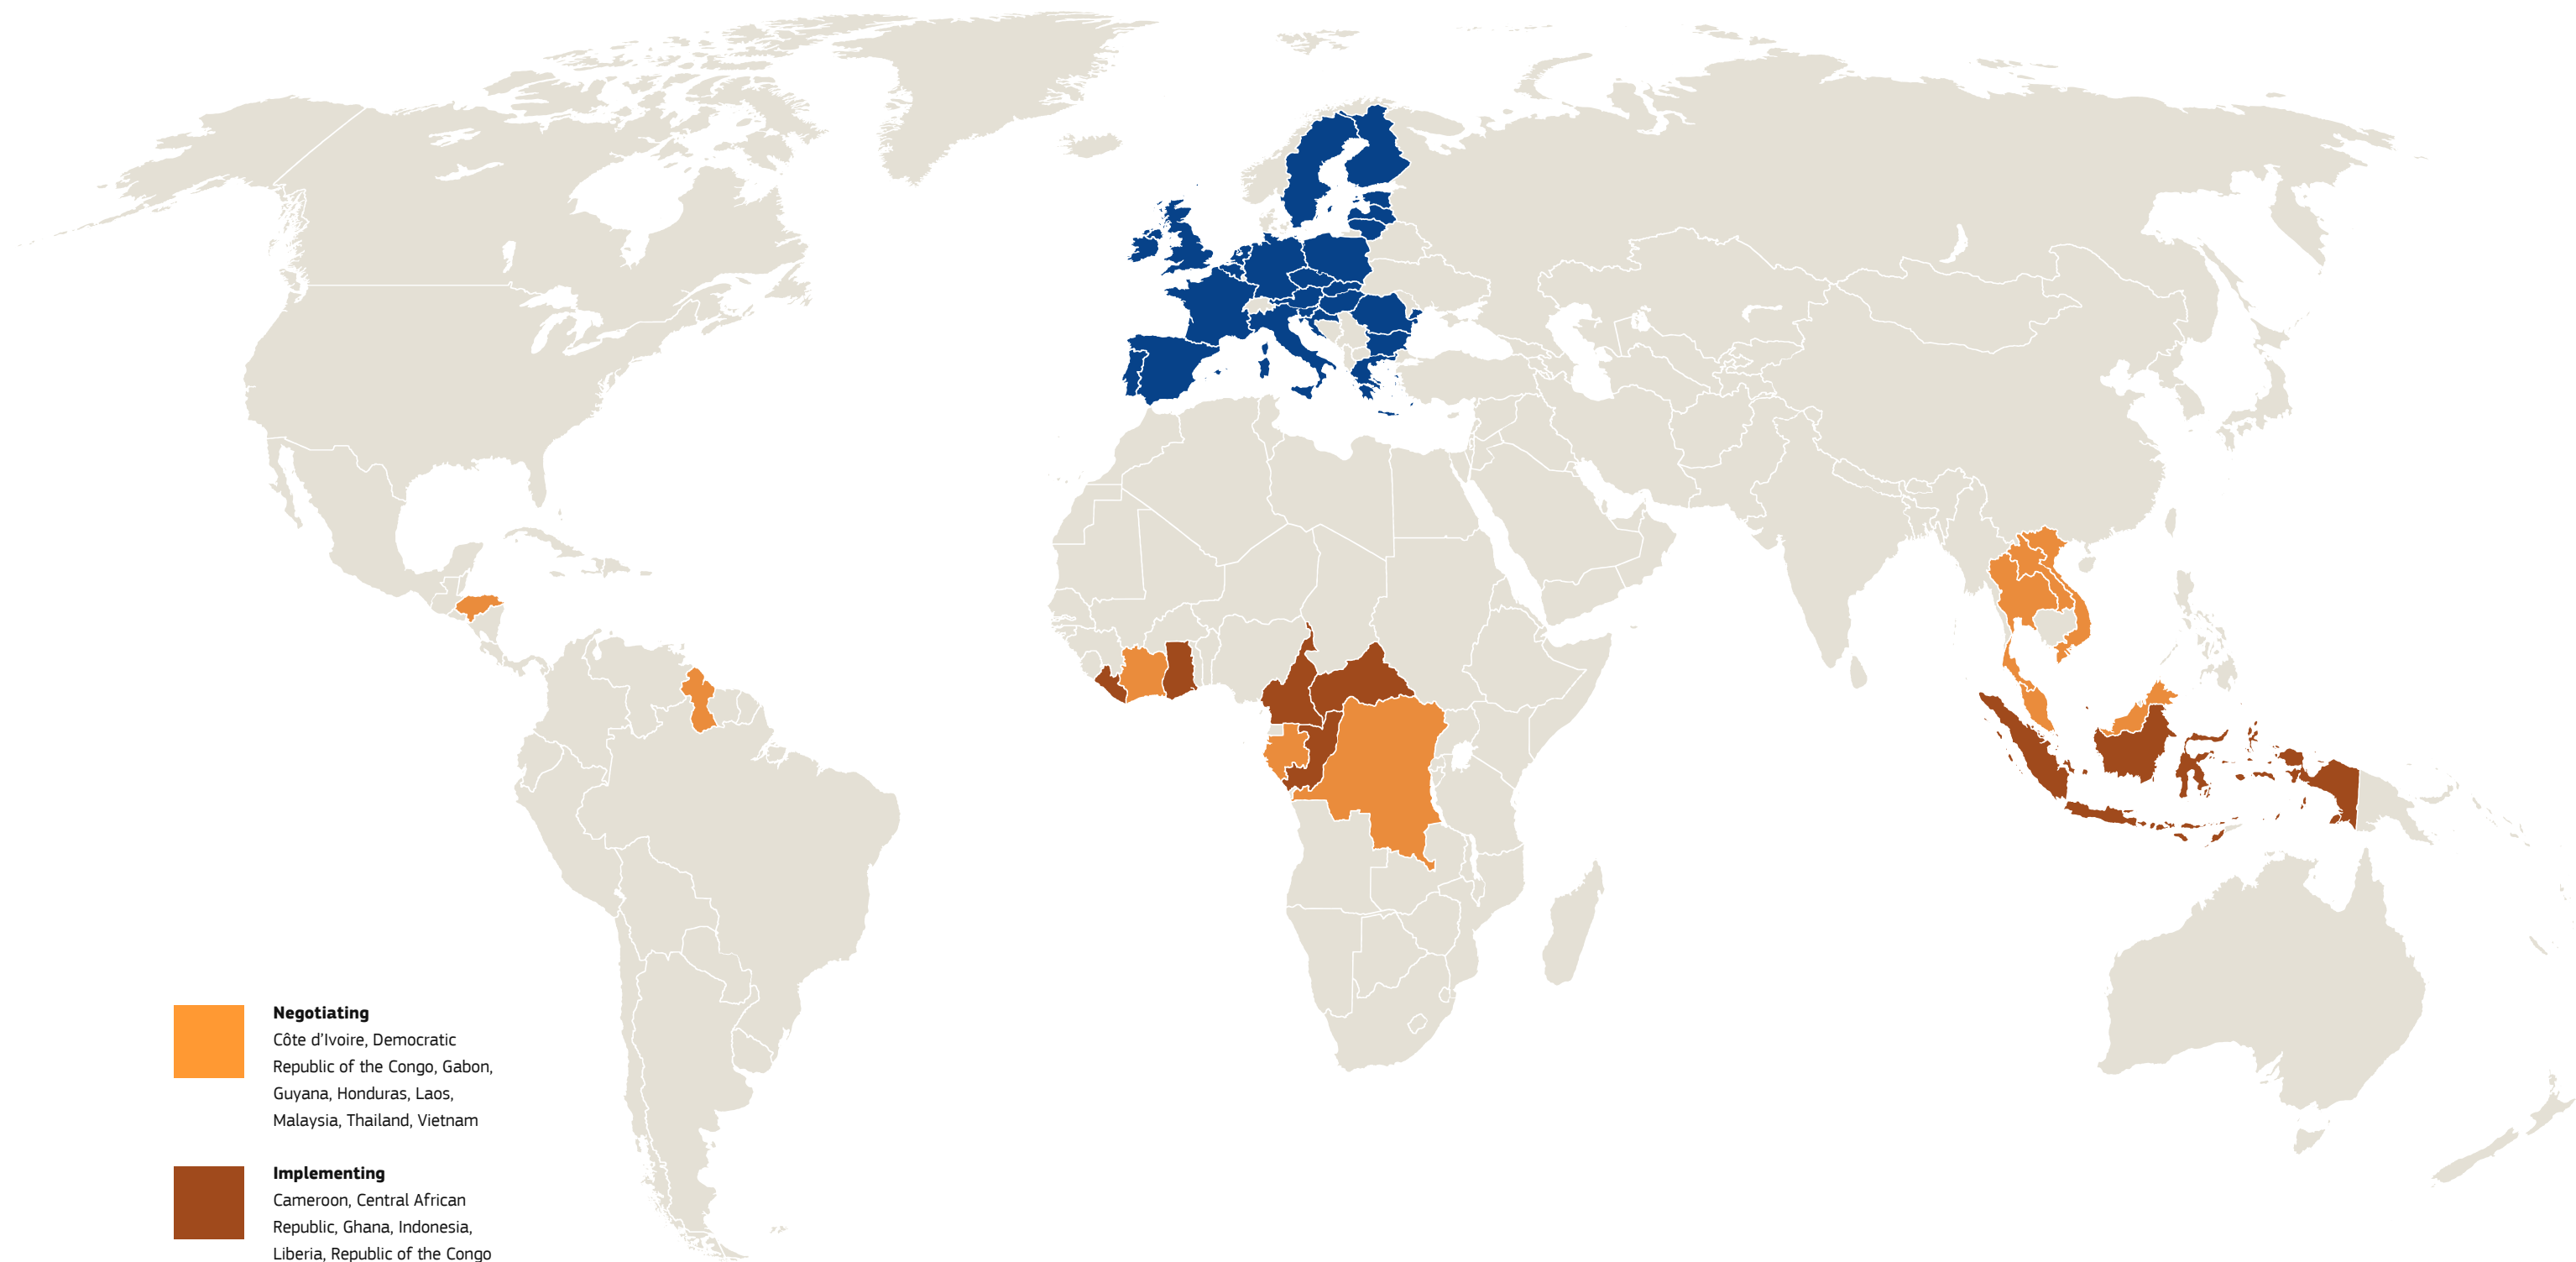 Negotiating
Côte d'Ivoire, Democratic
Republic of the Congo, Gabon,
Guyana, Honduras, Laos,
Malaysia, Thailand, Vietnam
Implementing
Cameroon, Central African
Republic, Ghana, Indonesia,
Liberia, Republic of the Congo